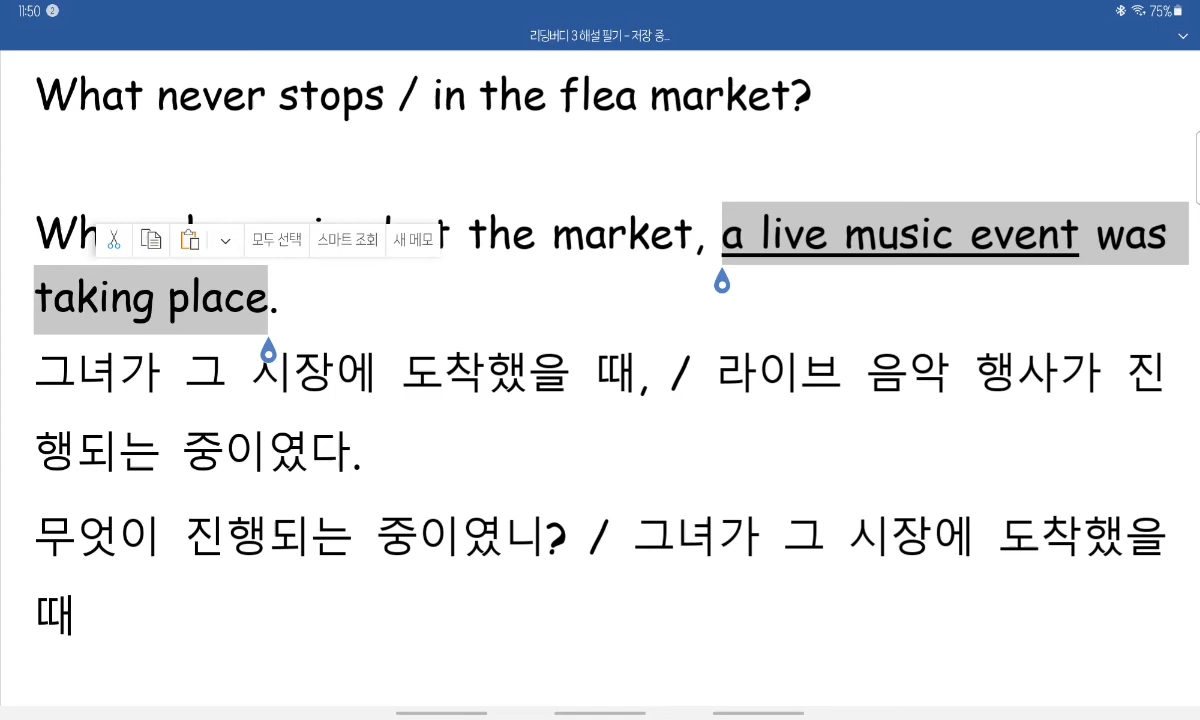 11:50 2 75%
리딩버디 3 해설 필기 - 저장 중...
What never stops / in the flea market?
the market, a live music event was
모두 선택 스마트 조회 새 메모
taking place.
그녀가 그 시장에 도착했을 때, / 라이브 음악 행사가 진
행되는 중이였다.
무엇이 진행되는 중이였니? / 그녀가 그 시장에 도착했을
때